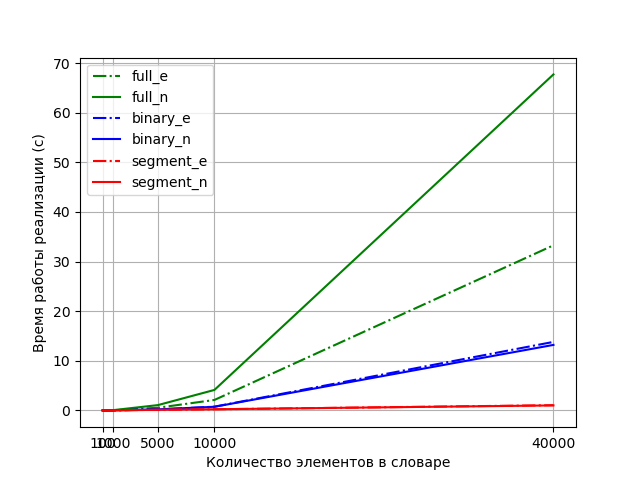 Время работы реализации (с)
70
60
50
40
30
20
10
0
full_e
full_n
binary_e
binary_n
segment_e
segment_n
100
1000
5000
10000
40000
Количество элементов в словаре